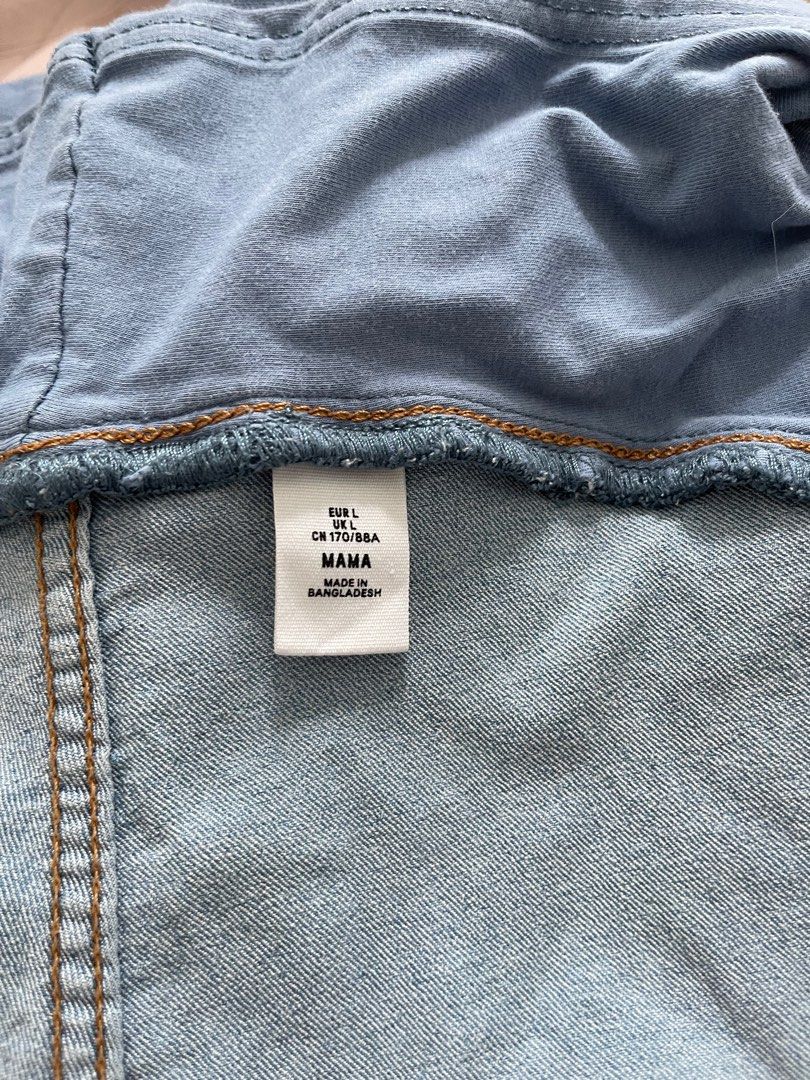 EUR L
UK L
CN 170/88A
MAMA
MADE IN
BANGLADESH